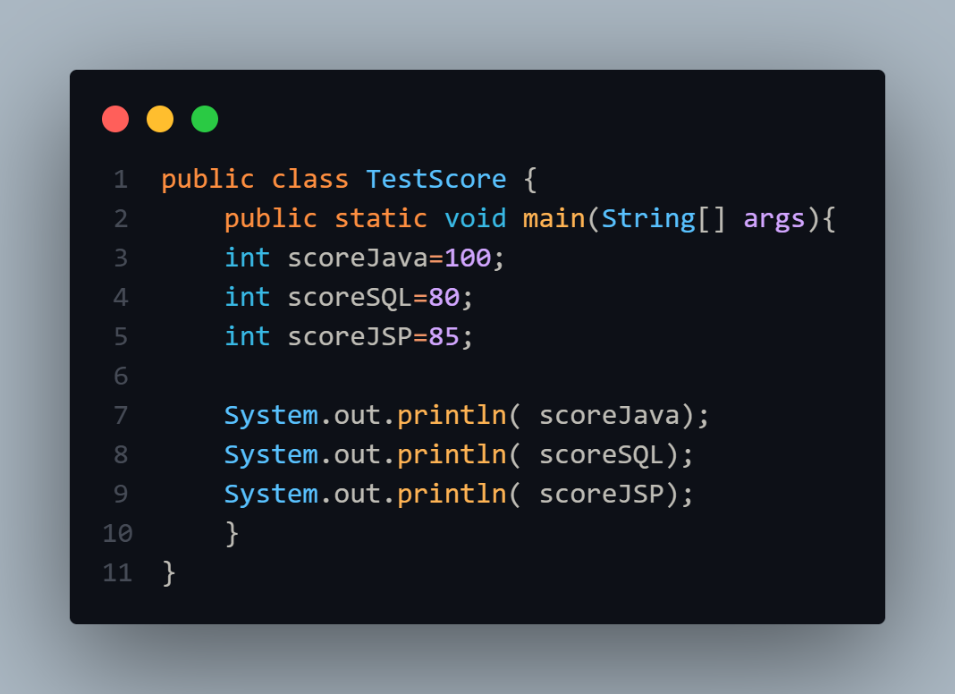 1 public class TestScore {
2     public static void main(String[] args){
3     int scoreJava=100;
4     int scoreSQL=80;
5     int scoreJSP=85;
6
7     System.out.println( scoreJava);
8     System.out.println( scoreSQL);
9     System.out.println( scoreJSP);
10     }
11 }